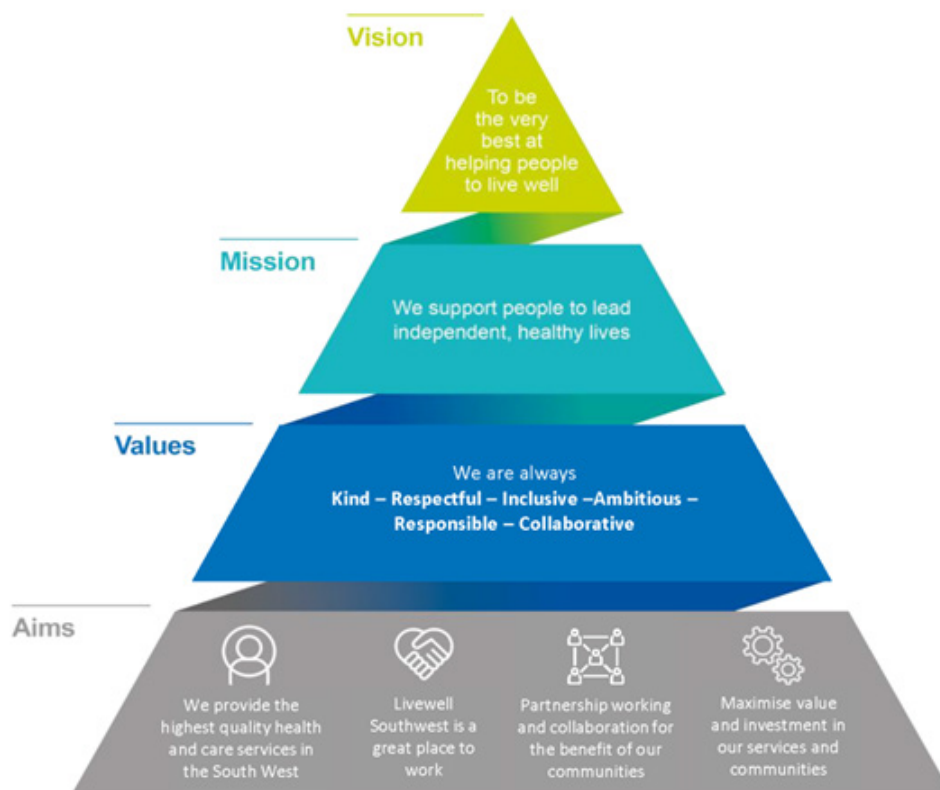 Vision
To be
the very
best at
helping people
to live well
Mission
We support people to lead
independent, healthy lives
Values
We are always
Kind – Respectful – Inclusive –Ambitious –
Responsible – Collaborative
Aims
We provide the
highest quality health
and care services in
the South West
Livewell
Southwest is a
great place to
work
Partnership working
and collaboration for
the benefit of our
communities
Maximise value
and investment in
our services and
communities